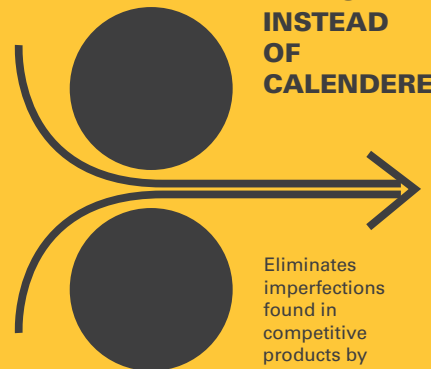 INSTEAD
OF
CALENDERE
Eliminates
imperfections
found in
competitive
products by